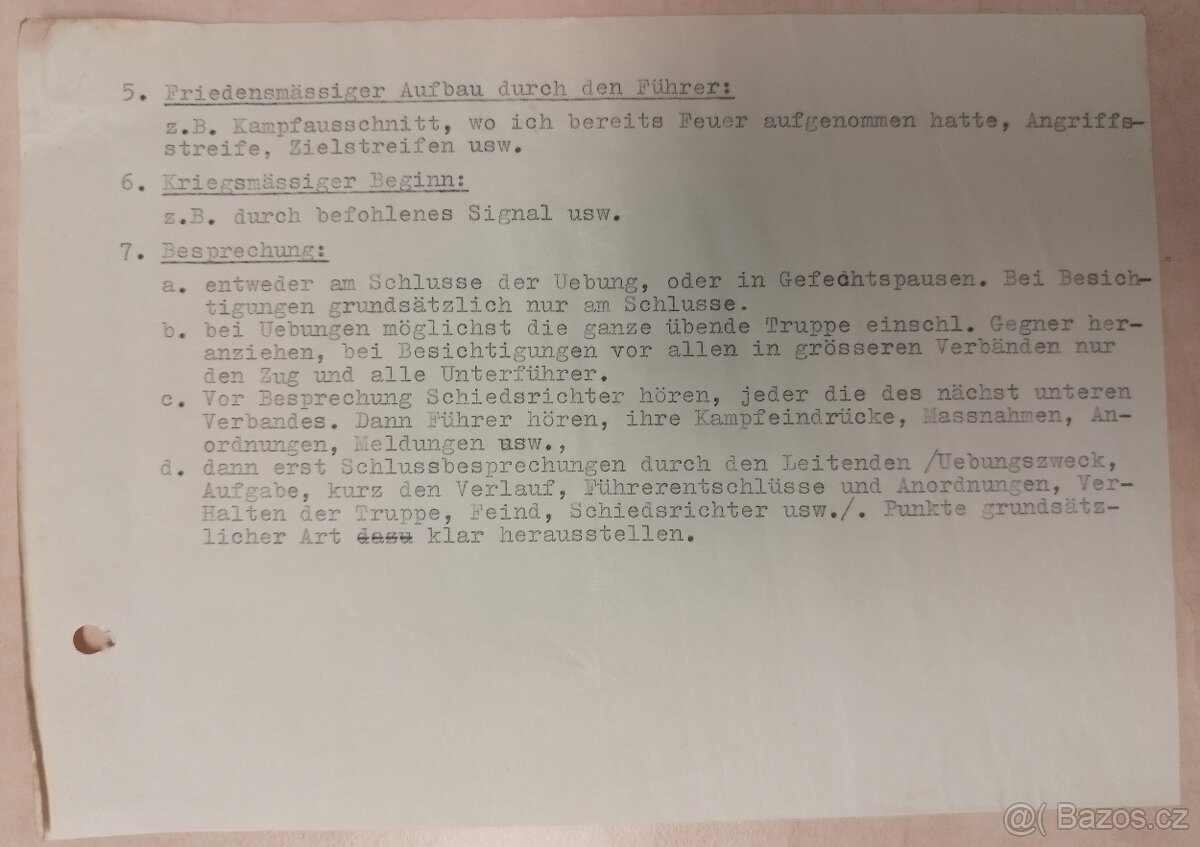 5. Friedensmässiger Aufbau durch den Führer:
z.B. Kampfausschnitt, wo ich bereits Feuer aufgenommen hatte, Angriffs-
streife, Zielstreifen usw.
6. Kriegsmässiger Beginn:
z.B. durch befohlenes Signal usw.
7. Besprechung:
a. entweder am Schlusse der Uebung, oder in Gefechtspausen. Bei Besich-
tigungen grundsätzlich nur am Schlusse.
b. bei Uebungen möglichst die ganze übende Truppe einschl. Gegner her-
anziehen, bei Besichtigungen vor allen in grösseren Verbänden nur
den Zug und alle Unterführer.
c. Vor Besprechung Schiedsrichter hören, jeder die des nächst unteren
Verbandes. Dann Führer hören, ihre Kampfeindrücke, Massnahmen, An-
ordnungen, Meldungen usw.,
d. dann erst Schlussbesprechungen durch den Leitenden /Uebungszweck,
Aufgabe, kurz den Verlauf, Führerentschlüsse und Anordnungen, Ver-
Halten der Truppe, Feind, Schiedsrichter usw./. Punkte grundsätz-
licher Art dazu klar herausstellen.
@( Bazos.cz